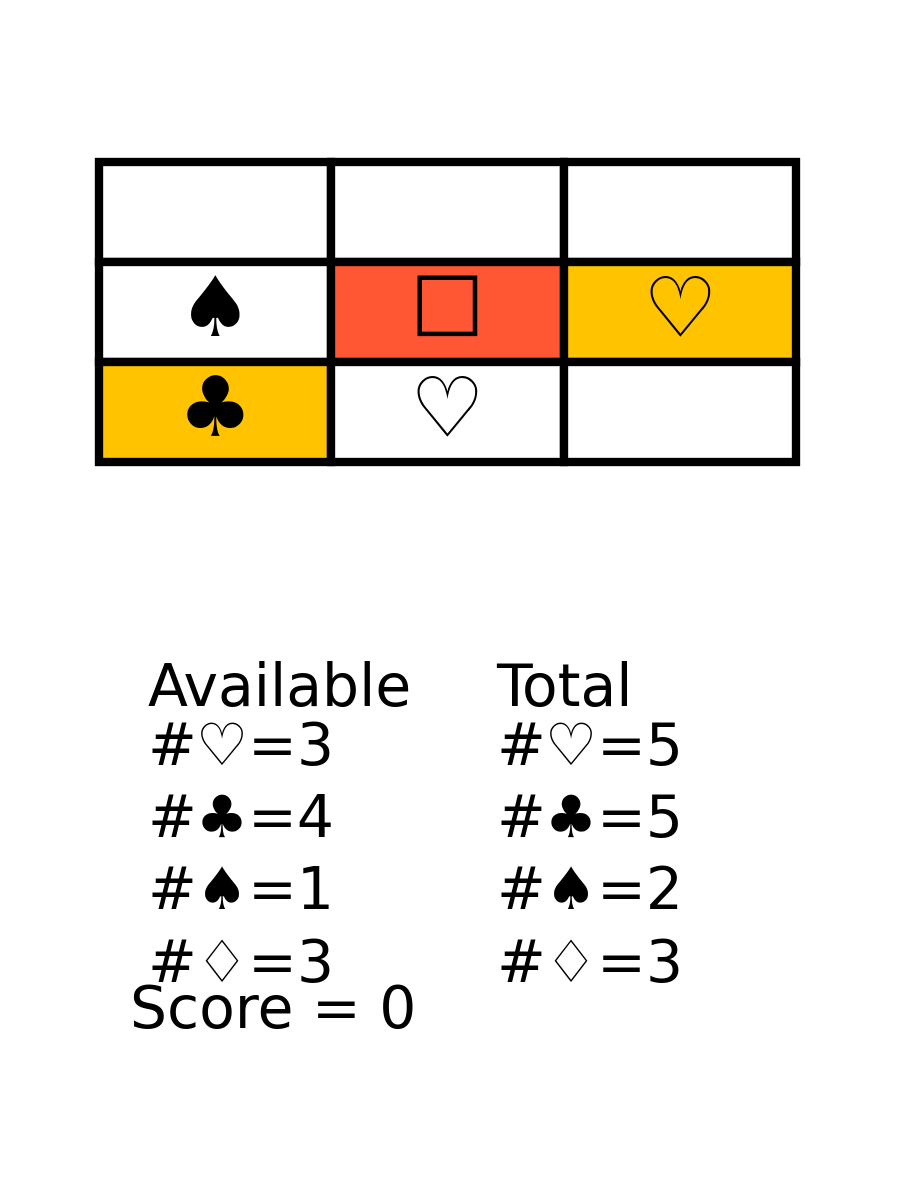 ♠ □ ♡
♣ ♡
Available Total
#♡=3 #♡=5
#♣=4 #♣=5
#♠=1 #♠=2
#♢=3 #♢=3
Score = 0